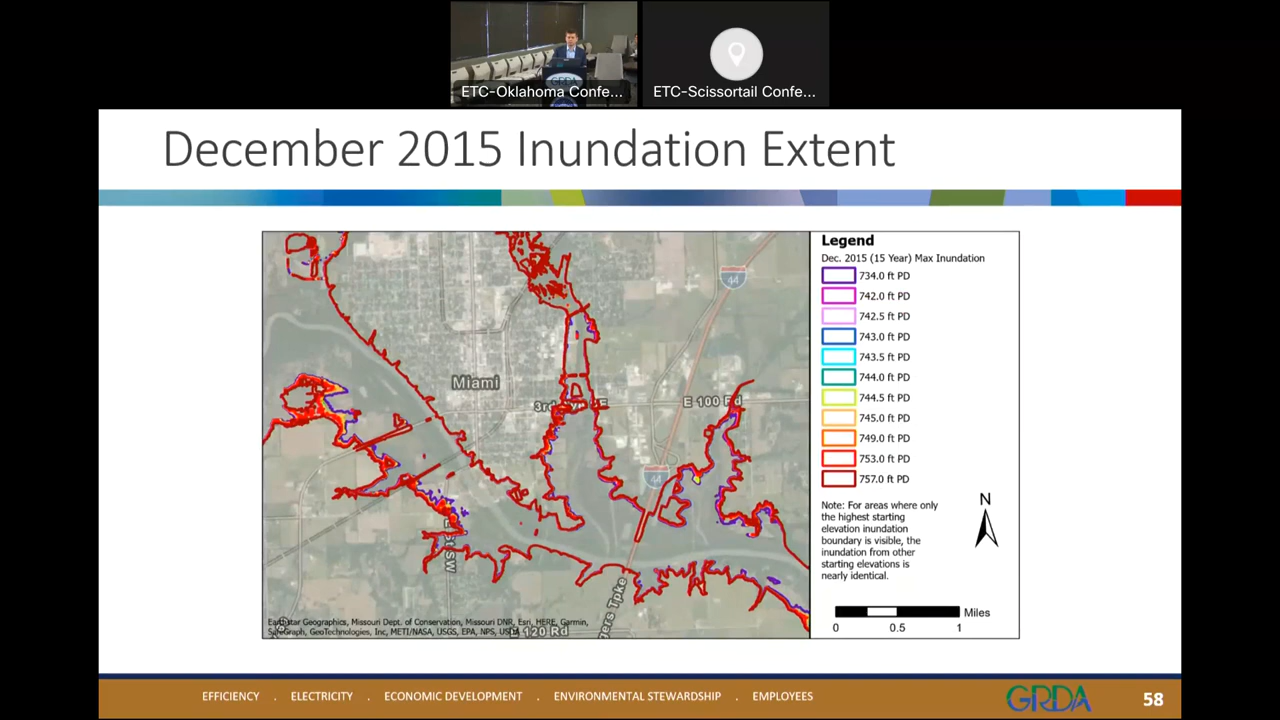 GRDA
ETC-Oklahoma Confe...
ETC-Scissortail Confe...
December 2015 Inundation Extent
44
Miami
3rd
E
E 100 Rd
44
E 120 Rd
Earthstar Geographics, Missouri Dept. of Conservation, Missouri DNR, Esri, HERE, Garmin,
SafeGraph, GeoTechnologies, Inc, METI/NASA, USGS, EPA, NPS, USDA
Legend
Dec. 2015 (15 Year) Max Inundation
734.0 ft PD
742.0 ft PD
742.5 ft PD
743.0 ft PD
743.5 ft PD
744.0 ft PD
744.5 ft PD
745.0 ft PD
749.0 ft PD
753.0 ft PD
757.0 ft PD
Note: For areas where only
the highest starting
elevation inundation
boundary is visible, the
inundation from other
starting elevations is
nearly identical.
N
Miles
0 0.5 1
EFFICIENCY . ELECTRICITY . ECONOMIC DEVELOPMENT . ENVIRONMENTAL STEWARDSHIP . EMPLOYEES
GRDA
58